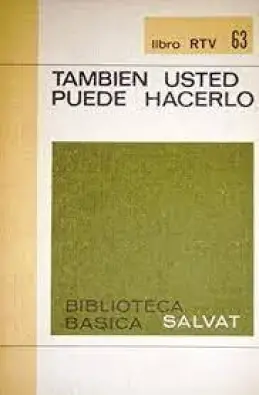 libro RTV 63
TAMBIEN USTED
PUEDE HACERLO
BIBLIOTECA
BASICA SALVAT